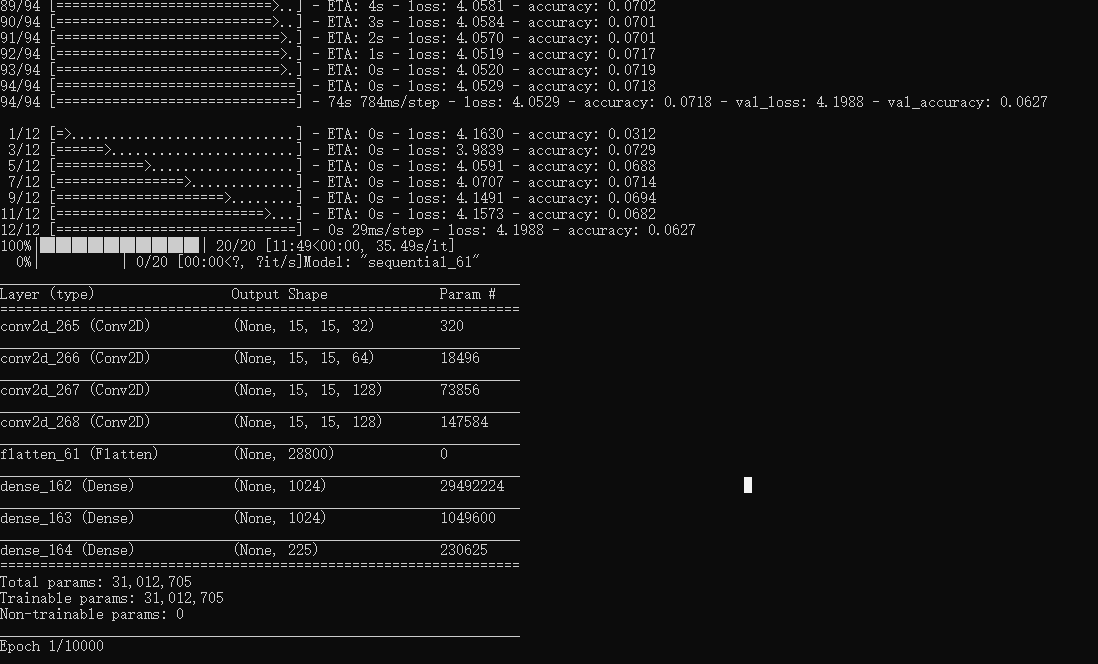 89/94 [===========================>..] - ETA: 4s - loss: 4.0581 - accuracy: 0.0702
90/94 [===========================>..] - ETA: 3s - loss: 4.0584 - accuracy: 0.0701
91/94 [============================>.] - ETA: 2s - loss: 4.0570 - accuracy: 0.0701
92/94 [============================>.] - ETA: 1s - loss: 4.0519 - accuracy: 0.0717
93/94 [============================>.] - ETA: 0s - loss: 4.0520 - accuracy: 0.0719
94/94 [==============================] - ETA: 0s - loss: 4.0529 - accuracy: 0.0718
94/94 [==============================] - 74s 784ms/step - loss: 4.0529 - accuracy: 0.0718 - val_loss: 4.1988 - val_accuracy: 0.0627
1/12 [=>............................] - ETA: 0s - loss: 4.1630 - accuracy: 0.0312
3/12 [======>.......................] - ETA: 0s - loss: 3.9839 - accuracy: 0.0729
5/12 [===========>..................] - ETA: 0s - loss: 4.0591 - accuracy: 0.0688
7/12 [================>.............] - ETA: 0s - loss: 4.0707 - accuracy: 0.0714
9/12 [=====================>........] - ETA: 0s - loss: 4.1491 - accuracy: 0.0694
11/12 [==========================>...] - ETA: 0s - loss: 4.1573 - accuracy: 0.0682
12/12 [==============================] - 0s 29ms/step - loss: 4.1988 - accuracy: 0.0627
100%|██████████| 20/20 [11:49<00:00, 35.49s/it]
0%|          | 0/20 [00:00<?, ?it/s]Model: "sequential_61"
Layer (type) Output Shape Param #
conv2d_265 (Conv2D) (None, 15, 15, 32) 320
conv2d_266 (Conv2D) (None, 15, 15, 64) 18496
conv2d_267 (Conv2D) (None, 15, 15, 128) 73856
conv2d_268 (Conv2D) (None, 15, 15, 128) 147584
flatten_61 (Flatten) (None, 28800) 0
dense_162 (Dense) (None, 1024) 29492224
dense_163 (Dense) (None, 1024) 1049600
dense_164 (Dense) (None, 225) 230625
Total params: 31,012,705
Trainable params: 31,012,705
Non-trainable params: 0
Epoch 1/10000